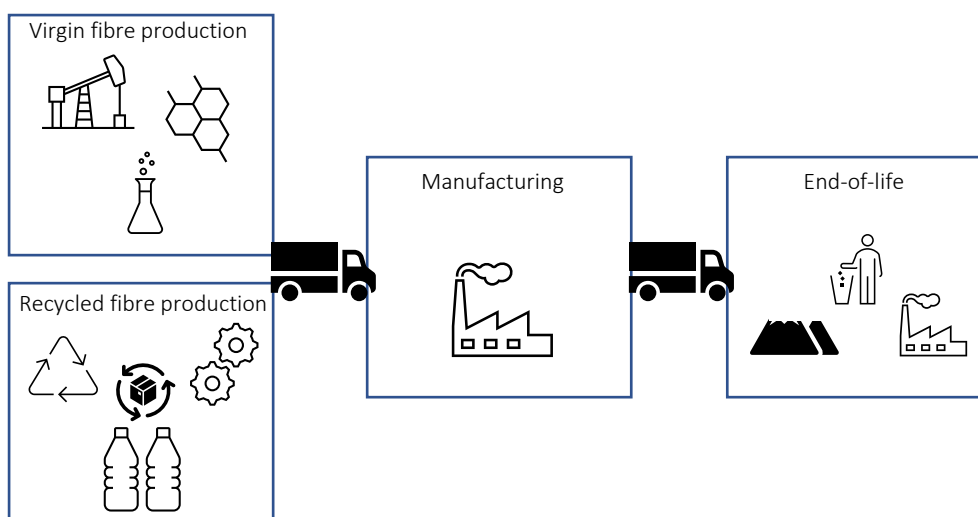 Virgin fibre production
Manufacturing
End-of-life
Recycled fibre production